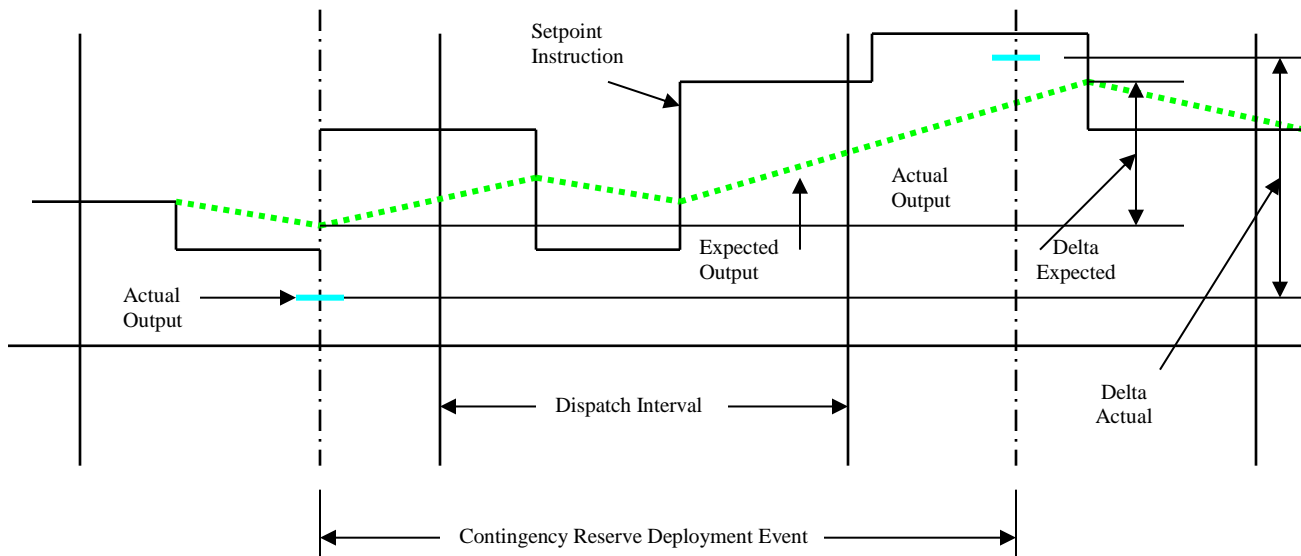 Setpoint
Instruction
Actual
Output
Expected
Output
Delta
Expected
Actual
Output
Delta
Actual
Dispatch Interval
Contingency Reserve Deployment Event